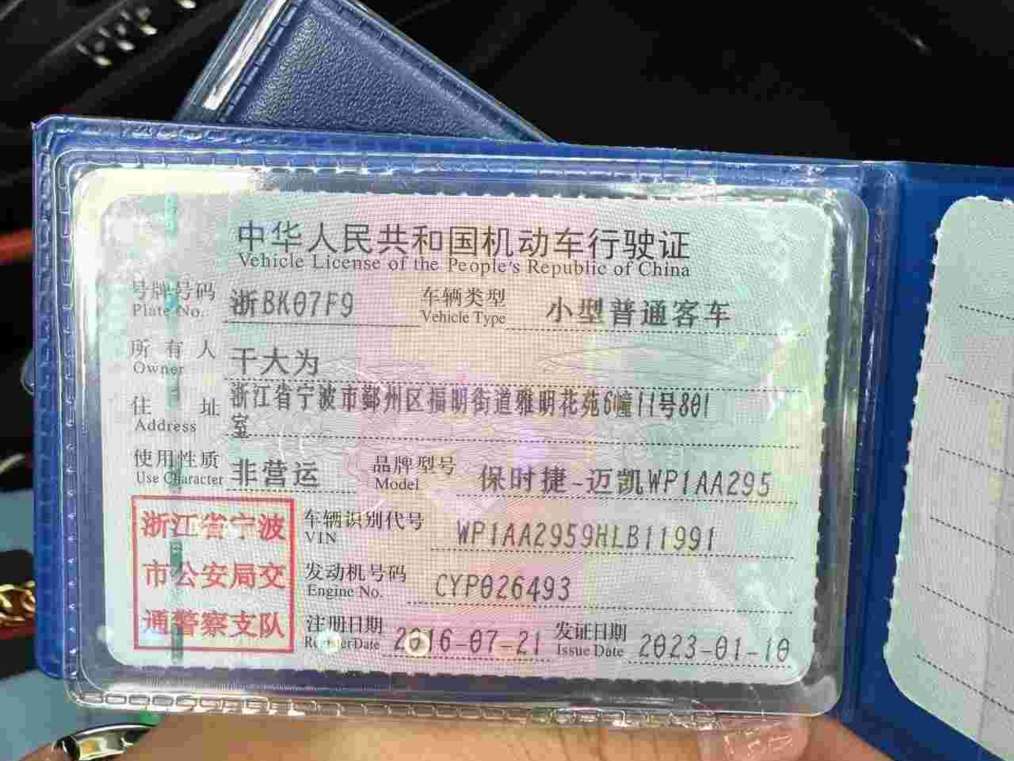 中华人民共和国机动车行驶证
Vehicle License of the People's Republic of China
号牌号码 浙BK07F9 车辆类型 小型普通客车
Plate No. Vehicle Type
所有人 干大为
Owner
住址 浙江省宁波市鄞州区福明街道雅明花苑6幢11号801
Address 室
使用性质 非营运 品牌型号 保时捷-迈凯WP1AA295
Use Character Model
浙江省宁波
市公安局交
通警察支队
车辆识别代号 WP1AA2959HLB11991
VIN
发动机号码 CYP026493
Engine No.
注册日期 2016-07-21 发证日期 2023-01-10
Register Date Issue Date